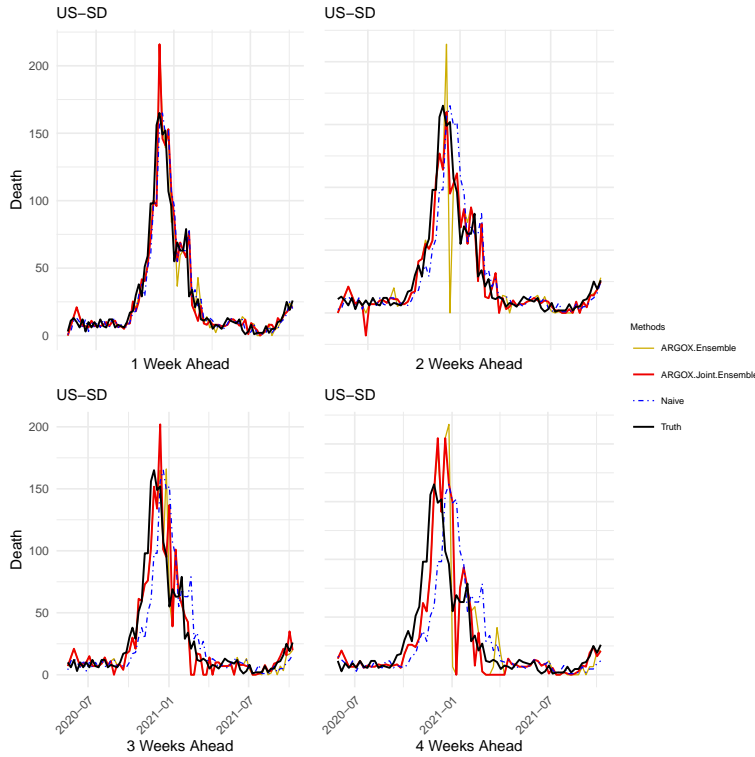 US−SD
US−SD
200
150
100
50
0
Death
1 Week Ahead
2 Weeks Ahead
Methods
ARGOX.Ensemble
ARGOX.Joint.Ensemble
Naive
Truth
US−SD
US−SD
200
150
100
50
0
Death
2020−07
2021−01
2021−07
2020−07
2021−01
2021−07
3 Weeks Ahead
4 Weeks Ahead